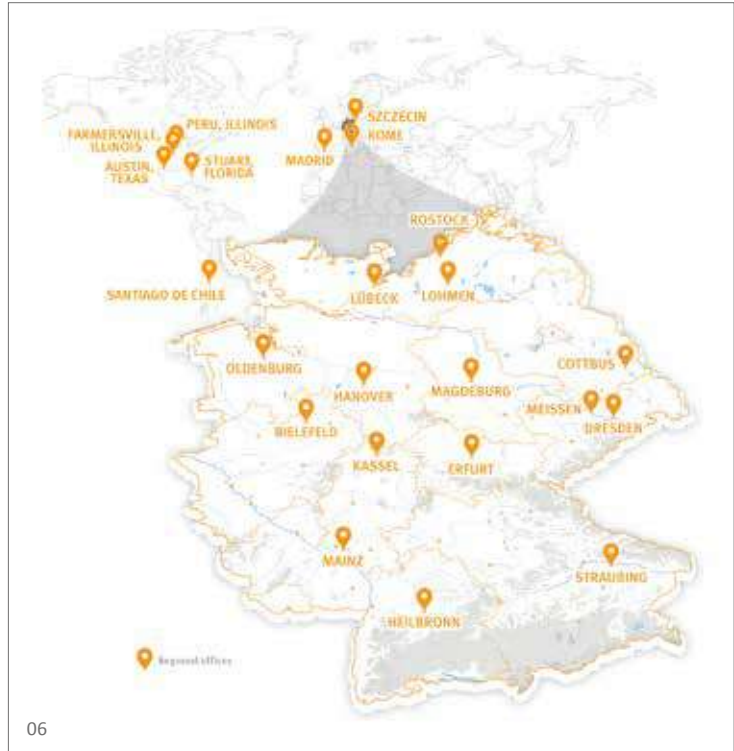 SZCZECIN
PERU, ILLINOIS
FARMERSVILLE,
ILLINOIS
ROME
MADRID
AUSTIN,
TEXAS
STUART,
FLORIDA
ROSTOCK
SANTIAGO DE CHILE
LÜBECK
LOHMEN
OLDENBURG
COTTBUS
HANOVER
MAGDEBURG
MEISSEN
DRESDEN
BIELEFELD
KASSEL
ERFURT
MAINZ
STRAUBING
HEILBRONN
Regional offices
06